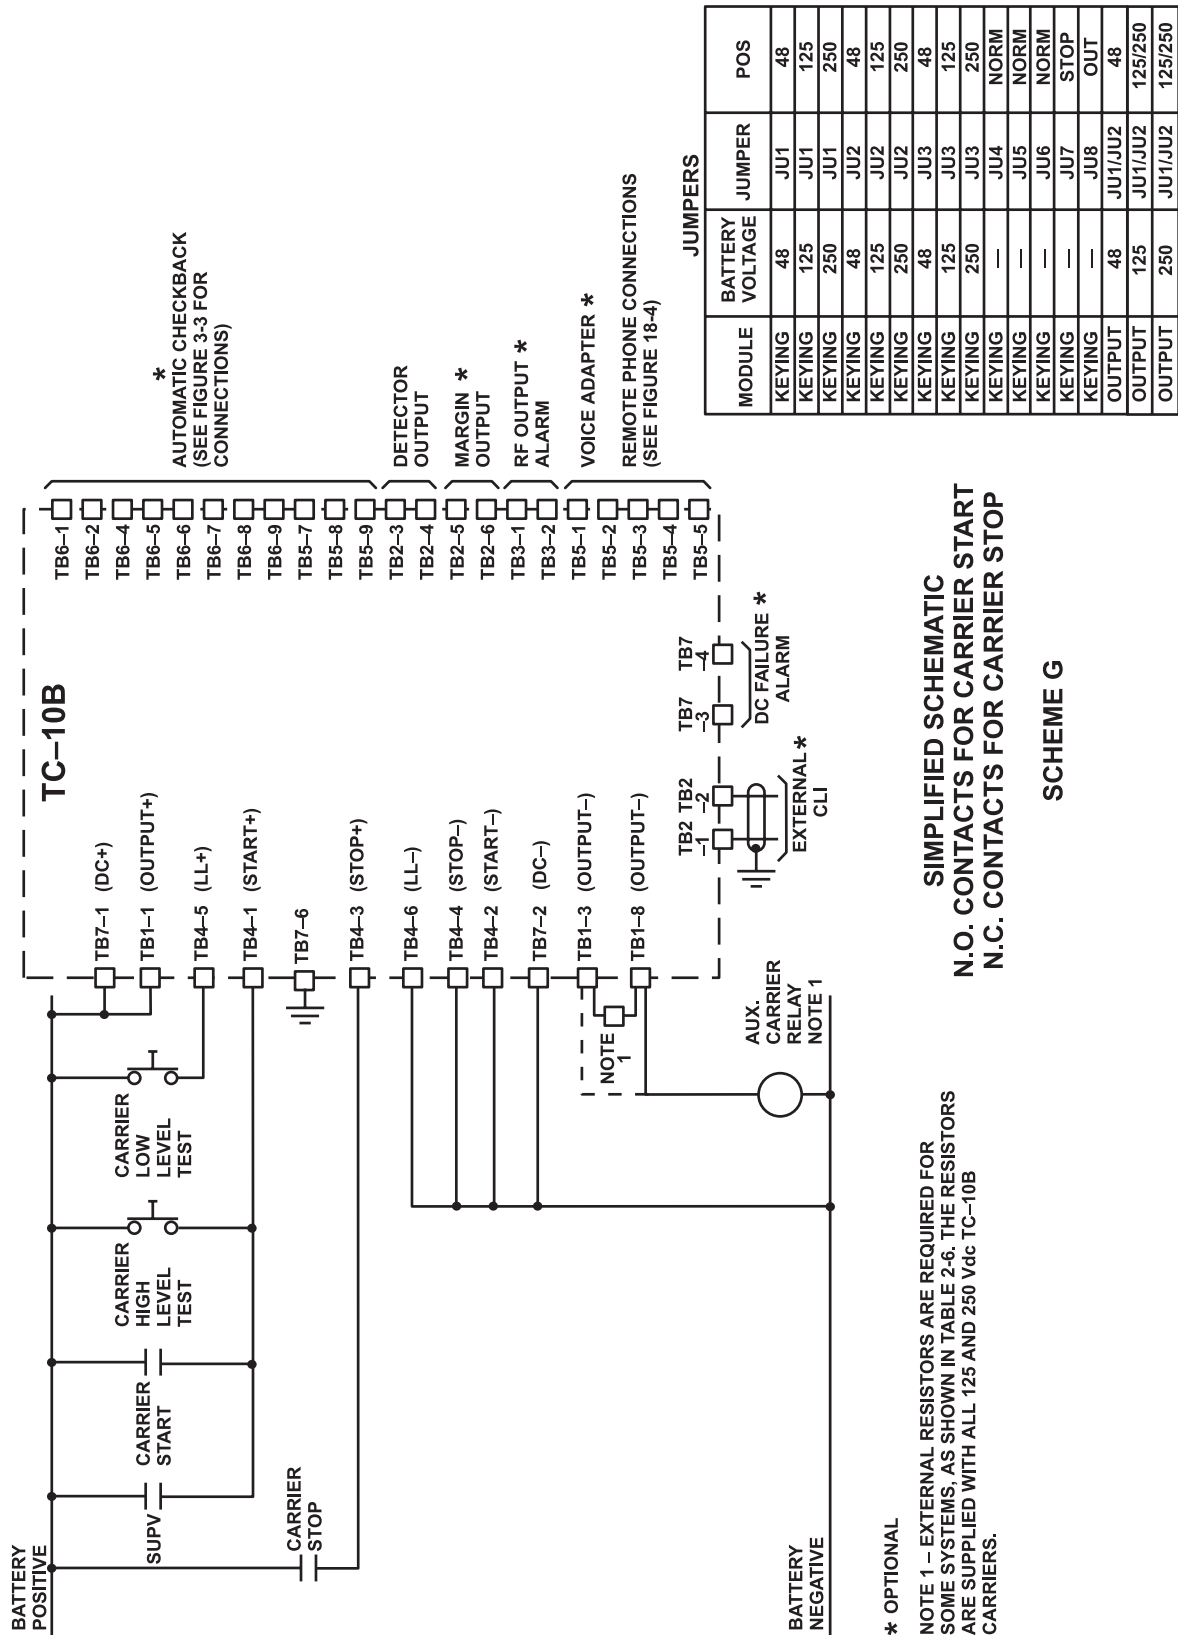 TC–10B
BATTERY
POSITIVE
SUPV
CARRIER
STOP
CARRIER
START
CARRIER
HIGH
LEVEL
TEST
CARRIER
LOW
LEVEL
TEST
TB7–1 (DC+)
TB1–1 (OUTPUT+)
TB4–5 (LL+)
TB4–1 (START+)
TB7–6
TB4–3 (STOP+)
TB4–6 (LL–)
TB4–4 (STOP–)
TB4–2 (START–)
TB7–2 (DC–)
TB1–3 (OUTPUT–)
TB1–8 (OUTPUT–)
NOTE
1
AUX.
CARRIER
RELAY
NOTE 1
BATTERY
NEGATIVE
TB6–1
TB6–2
TB6–4
TB6–5
TB6–6
TB6–7
TB6–8
TB6–9
TB5–7
TB5–8
TB5–9
TB2–3
TB2–4
TB2–5
TB2–6
TB3–1
TB3–2
TB5–1
TB5–2
TB5–3
TB5–4
TB5–5
*
AUTOMATIC CHECKBACK
(SEE FIGURE 3-3 FOR
CONNECTIONS)
DETECTOR
OUTPUT
MARGIN *
OUTPUT
RF OUTPUT *
ALARM
VOICE ADAPTER *
REMOTE PHONE CONNECTIONS
(SEE FIGURE 18-4)
TB2
–1
TB2
–2
EXTERNAL *
CLI
TB7
–3
TB7
–4
DC FAILURE *
ALARM
* OPTIONAL
NOTE 1 – EXTERNAL RESISTORS ARE REQUIRED FOR
SOME SYSTEMS, AS SHOWN IN TABLE 2-6. THE RESISTORS
ARE SUPPLIED WITH ALL 125 AND 250 Vdc TC–10B
CARRIERS.
SIMPLIFIED SCHEMATIC
N.O. CONTACTS FOR CARRIER START
N.C. CONTACTS FOR CARRIER STOP
SCHEME G
JUMPERS
MODULE BATTERY VOLTAGE JUMPER POS
KEYING 48 JU1 48
KEYING 125 JU1 125
KEYING 250 JU1 250
KEYING 48 JU2 48
KEYING 125 JU2 125
KEYING 250 JU2 250
KEYING 48 JU3 48
KEYING 125 JU3 125
KEYING 250 JU3 250
KEYING — JU4 NORM
KEYING — JU5 NORM
KEYING — JU6 NORM
KEYING — JU7 STOP
KEYING — JU8 OUT
OUTPUT 48 JU1/JU2 48
OUTPUT 125 JU1/JU2 125/250
OUTPUT 250 JU1/JU2 125/250